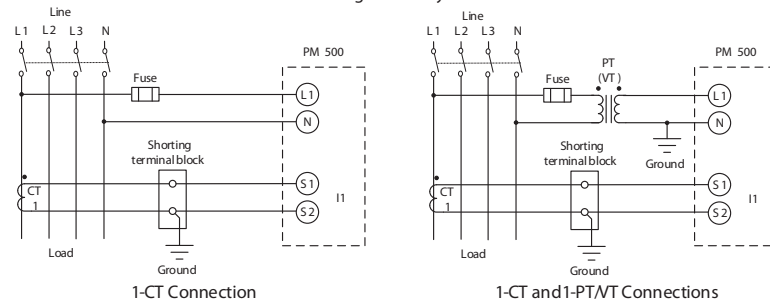 Line
L1 L2 L3 N
PM 500
Fuse
L1
N
Shorting
terminal block
CT
1
S1
S2
I1
Load
Ground
1-CT Connection
Line
L1 L2 L3 N
PT
(VT)
PM 500
Fuse
L1
N
Ground
Shorting
terminal block
CT
1
S1
S2
I1
Load
Ground
1-CT and 1-PT/VT Connections